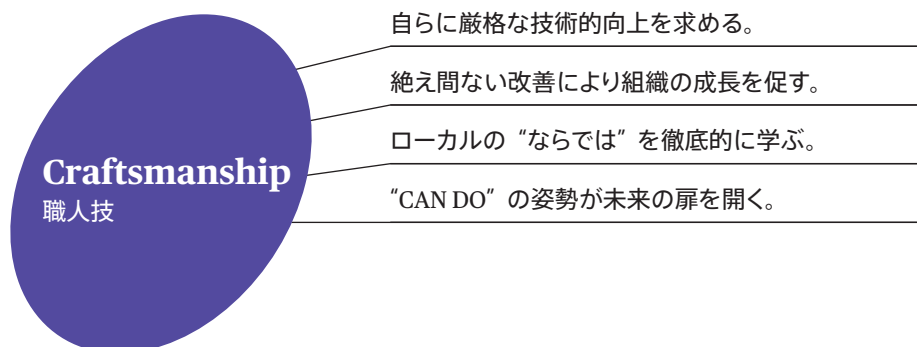 自らに厳格な技術的向上を求める。
絶え間ない改善により組織の成長を促す。
ローカルの“ならでは”を徹底的に学ぶ。
“CAN DO”の姿勢が未来の扉を開く。
Craftsmanship
職人技